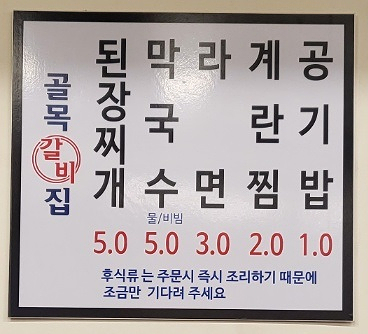 골목갈비집
된장찌개
5.0
막국수
물/비빔
5.0
라면
3.0
계란찜
2.0
공기밥
1.0
후식류 는 주문시 즉시 조리하기 때문에
조금만 기다려 주세요